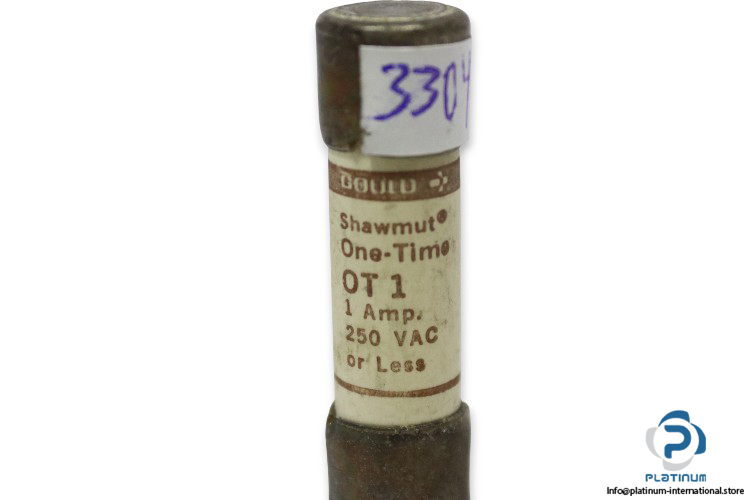 3304
GOULD
Shawmut®
One-Time
OT 1
1 Amp.
250 VAC
or Less
PLATINUM
Info@platinum-international.store